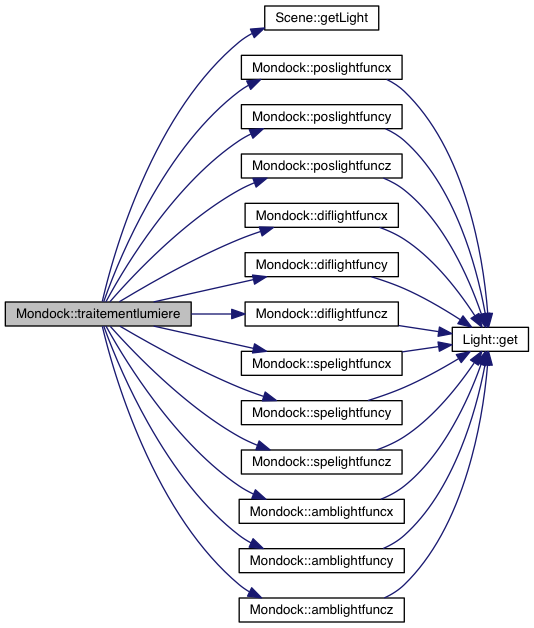 Scene::getLight
Mondock::poslightfuncx
Mondock::poslightfuncy
Mondock::poslightfuncz
Mondock::diflightfuncx
Mondock::diflightfuncy
Mondock::traitementlumiere
Mondock::diflightfuncz
Light::get
Mondock::spelightfuncx
Mondock::spelightfuncy
Mondock::spelightfuncz
Mondock::amblightfuncx
Mondock::amblightfuncy
Mondock::amblightfuncz